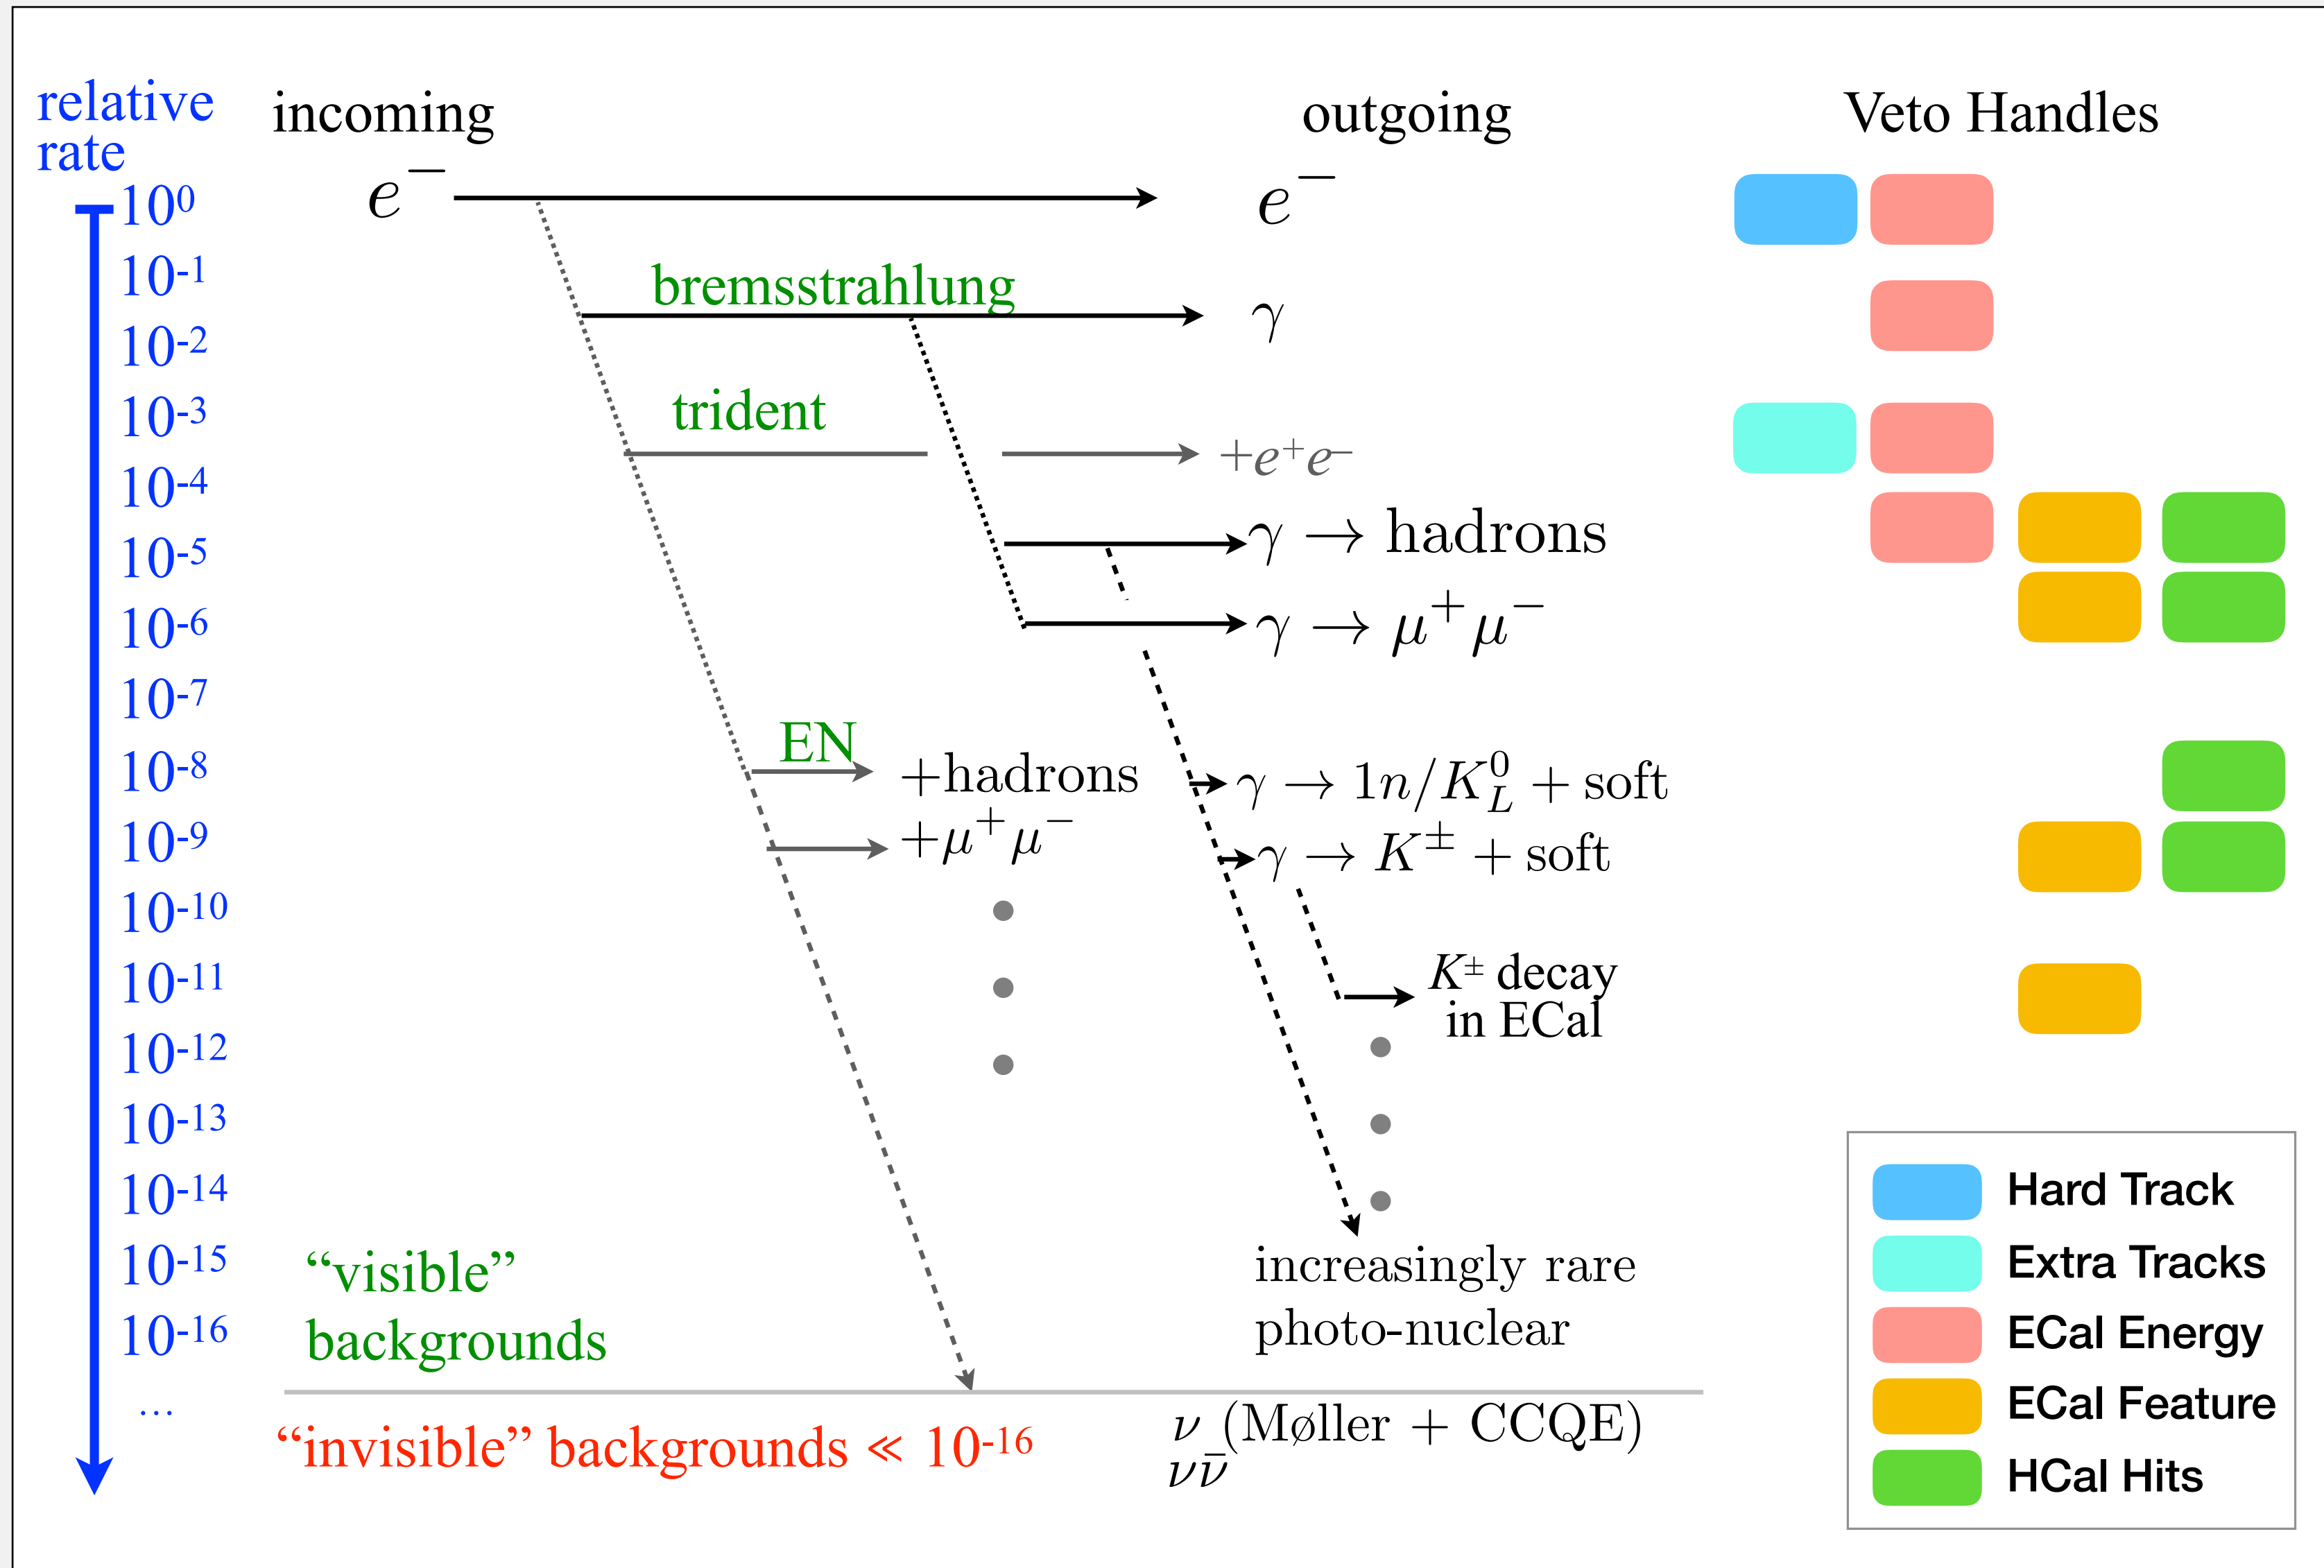 relative
rate
incoming
outgoing
Veto Handles
10⁰
e⁻
e⁻
10⁻¹
bremsstrahlung
γ
10⁻²
10⁻³
trident
+e⁺e⁻
10⁻⁴
γ → hadrons
10⁻⁵
10⁻⁶
γ → μ⁺μ⁻
10⁻⁷
EN
10⁻⁸
+hadrons
γ → 1n/K⁰_L + soft
10⁻⁹
+μ⁺μ⁻
γ → K± + soft
10⁻¹⁰
10⁻¹¹
K± decay
in ECal
10⁻¹²
10⁻¹³
10⁻¹⁴
10⁻¹⁵
10⁻¹⁶
...
“visible”
backgrounds
increasingly rare
photo-nuclear
“invisible” backgrounds ≪ 10⁻¹⁶
ν (Møller + CCQE)
νν̄
Hard Track
Extra Tracks
ECal Energy
ECal Feature
HCal Hits